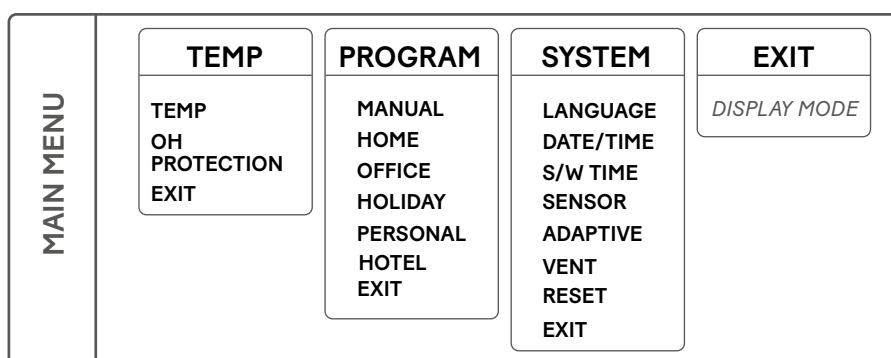 MAIN MENU
TEMP
TEMP
OH
PROTECTION
EXIT
PROGRAM
MANUAL
HOME
OFFICE
HOLIDAY
PERSONAL
HOTEL
EXIT
SYSTEM
LANGUAGE
DATE/TIME
S/W TIME
SENSOR
ADAPTIVE
VENT
RESET
EXIT
EXIT
DISPLAY MODE